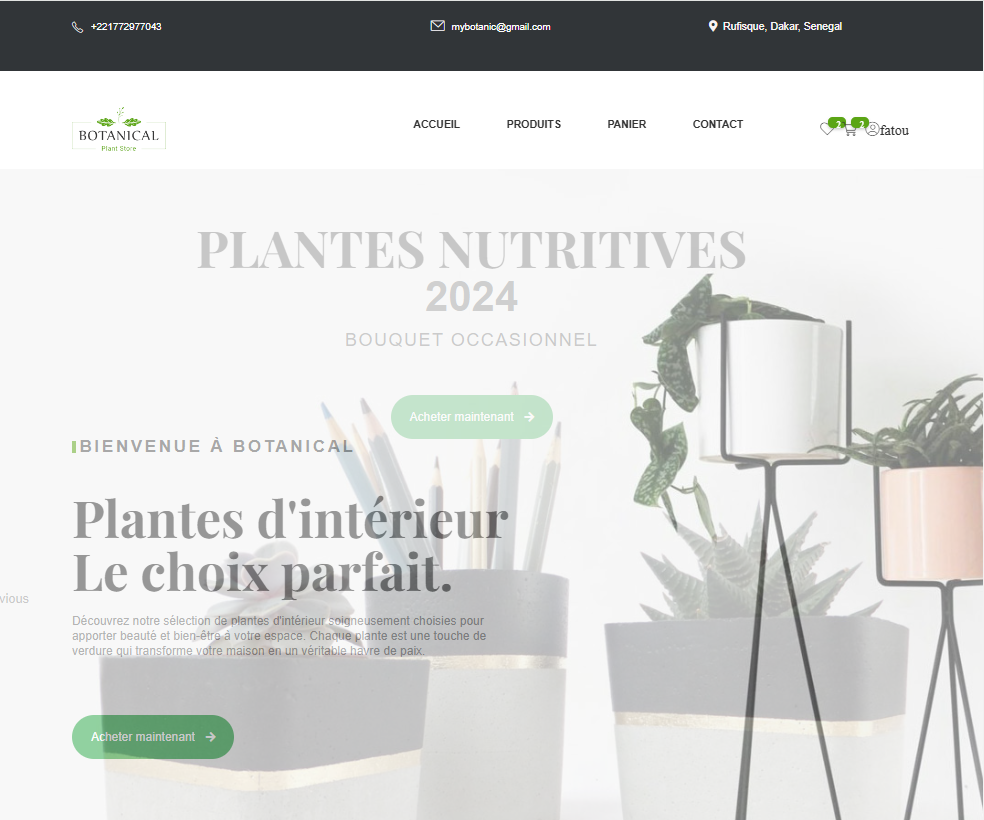 +221772977043
mybotanic@gmail.com
Rufisque, Dakar, Senegal
BOTANICAL
Plant Store
ACCUEIL
PRODUITS
PANIER
CONTACT
2
2
fatou
PLANTES NUTRITIVES
2024
BOUQUET OCCASIONNEL
Acheter maintenant
BIENVENUE À BOTANICAL
Plantes d'intérieur
Le choix parfait.
vious
Découvrez notre sélection de plantes d'intérieur soigneusement choisies pour
apporter beauté et bien-être à votre espace. Chaque plante est une touche de
verdure qui transforme votre maison en un véritable havre de paix.
Acheter maintenant